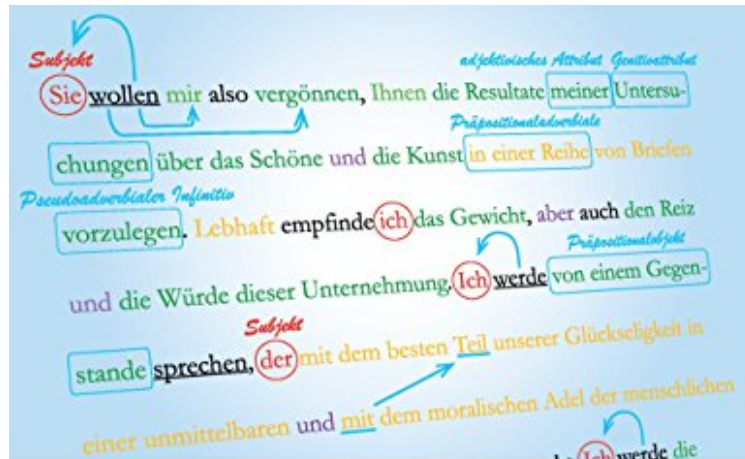 Subjekt
adjektivisches Attribut Genitivattribut
Sie wollen mir also vergönnen, Ihnen die Resultate meiner Untersu-
Präpositionaladverbiale
chungen über das Schöne und die Kunst in einer Reihe von Briefen
Pseudoadverbialer Infinitiv
vorzulegen. Lebhaft empfinde ich das Gewicht, aber auch den Reiz
Präpositionalobjekt
und die Würde dieser Unternehmung. Ich werde von einem Gegen-
Subjekt
stande sprechen, der mit dem besten Teil unserer Glückseligkeit in
einer unmittelbaren und mit dem moralischen Adel der menschlichen
Ich werde die